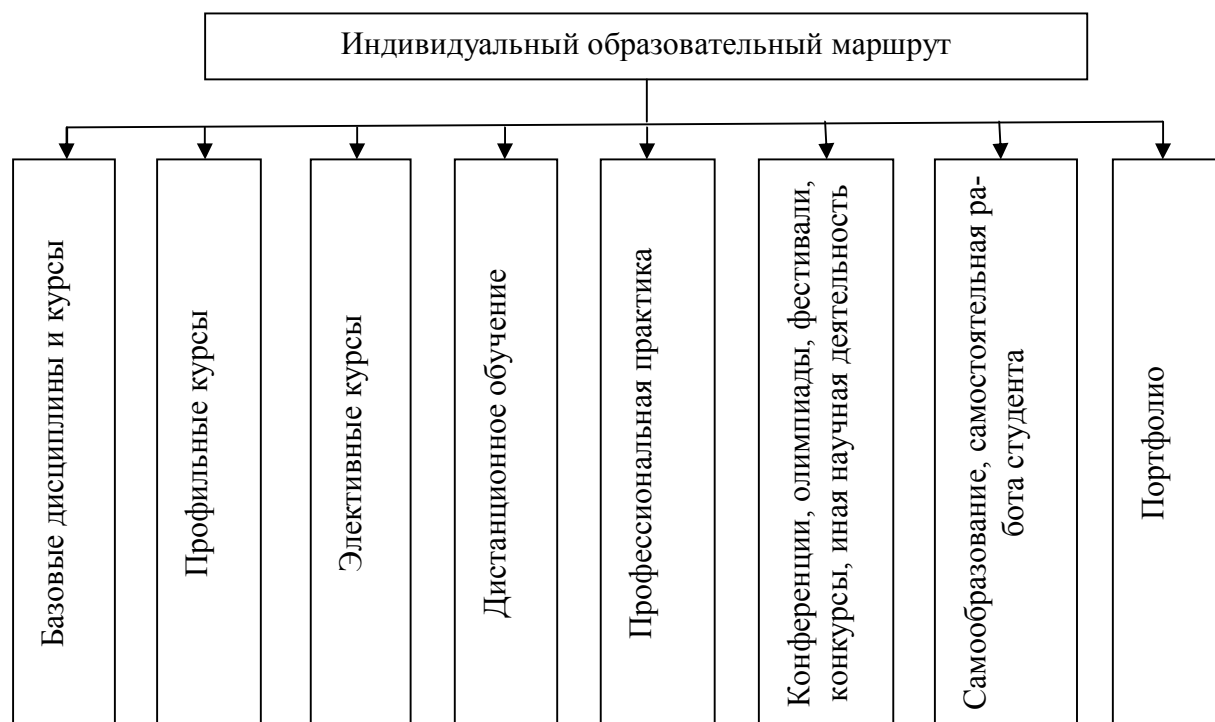 Индивидуальный образовательный маршрут
Базовые дисциплины и курсы
Профильные курсы
Элективные курсы
Дистанционное обучение
Профессиональная практика
Конференции, олимпиады, фестивали,
конкурсы, иная научная деятельность
Самообразование, самостоятельная ра-
бота студента
Портфолио